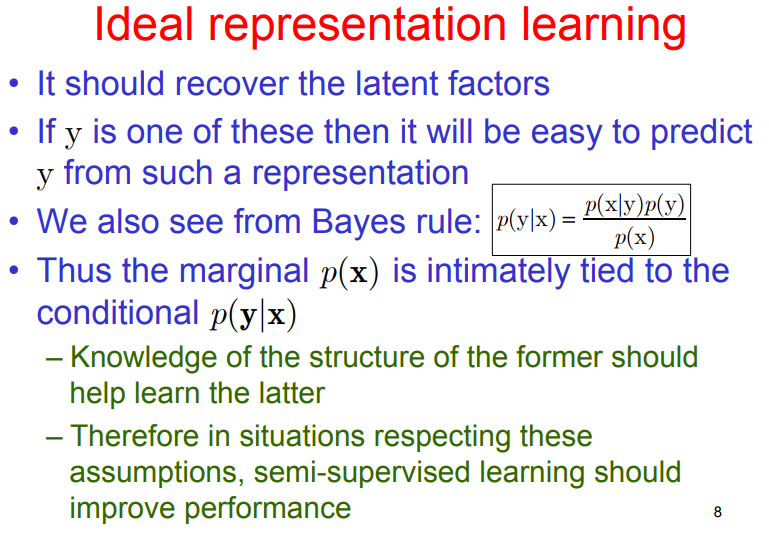 Ideal representation learning
• It should recover the latent factors
• If y is one of these then it will be easy to predict
y from such a representation
• We also see from Bayes rule: p(y|x) = p(x|y)p(y) / p(x)
• Thus the marginal p(x) is intimately tied to the
conditional p(y|x)
– Knowledge of the structure of the former should
help learn the latter
– Therefore in situations respecting these
assumptions, semi-supervised learning should
improve performance
8